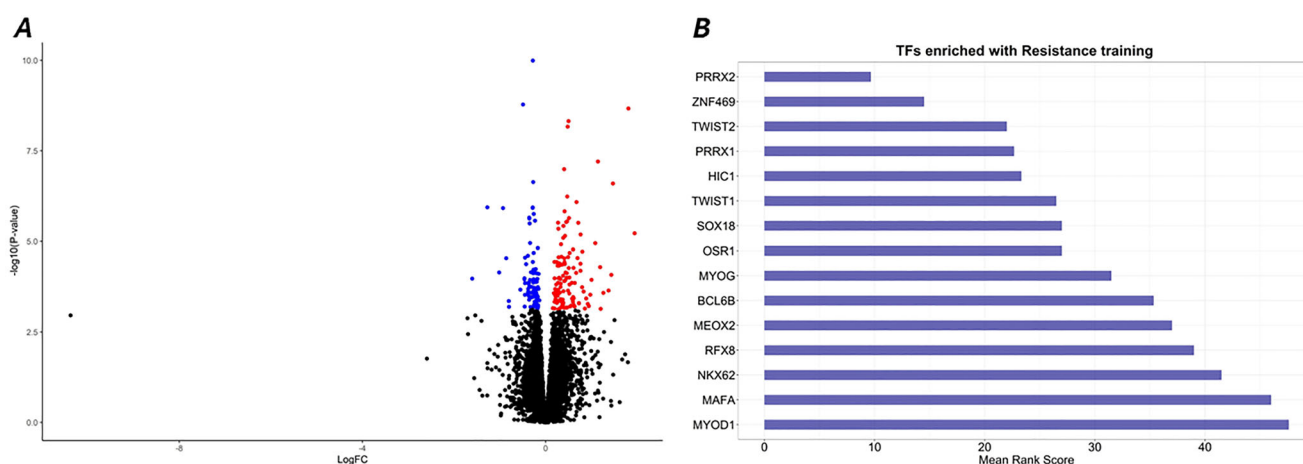 A
10.0
7.5
5.0
2.5
0.0
-log10(P-value)
-8
-4
0
LogFC
B
TFs enriched with Resistance training
PRRX2
ZNF469
TWIST2
PRRX1
HIC1
TWIST1
SOX18
OSR1
MYOG
BCL6B
MEOX2
RFX8
NKX62
MAFA
MYOD1
0
10
20
30
40
Mean Rank Score